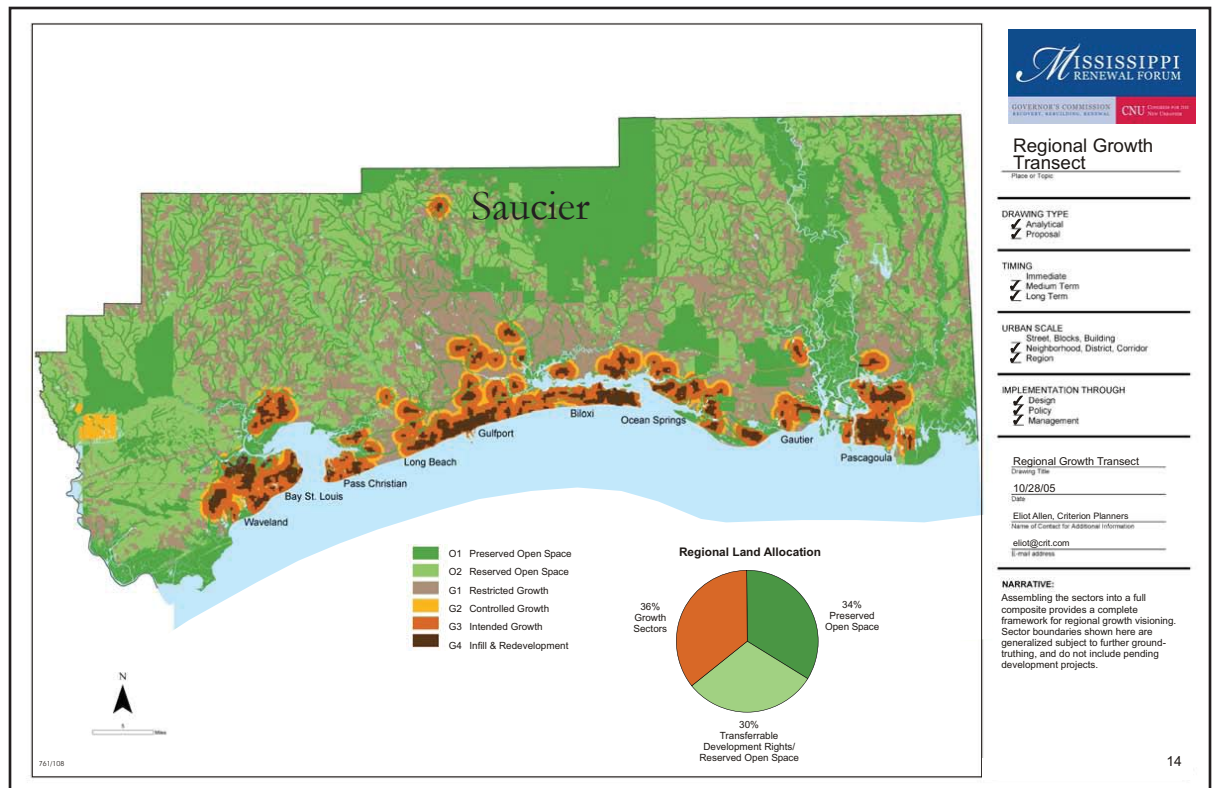 Saucier
Gulfport
Biloxi
Ocean Springs
Gautier
Pascagoula
Long Beach
Pass Christian
Bay St. Louis
Waveland
O1 Preserved Open Space
O2 Reserved Open Space
G1 Restricted Growth
G2 Controlled Growth
G3 Intended Growth
G4 Infill & Redevelopment
Regional Land Allocation
36%
Growth
Sectors
34%
Preserved
Open Space
30%
Transferrable
Development Rights/
Reserved Open Space
N
Miles
761/108
MISSISSIPPI
RENEWAL FORUM
GOVERNOR'S COMMISSION
RECOVERY, REBUILDING, RENEWAL
CNU
CONGRESS FOR THE
NEW URBANISM
Regional Growth
Transect
Place or Topic
DRAWING TYPE
✓ Analytical
✓ Proposal
TIMING
Immediate
✓ Medium Term
✓ Long Term
URBAN SCALE
Street, Blocks, Building
✓ Neighborhood, District, Corridor
✓ Region
IMPLEMENTATION THROUGH
✓ Design
✓ Policy
✓ Management
Regional Growth Transect
Drawing Title
10/28/05
Date
Eliot Allen, Criterion Planners
Name of Contact for Additional Information
eliot@crit.com
E-mail address
NARRATIVE:
Assembling the sectors into a full
composite provides a complete
framework for regional growth visioning.
Sector boundaries shown here are
generalized subject to further ground-
truthing, and do not include pending
development projects.
14